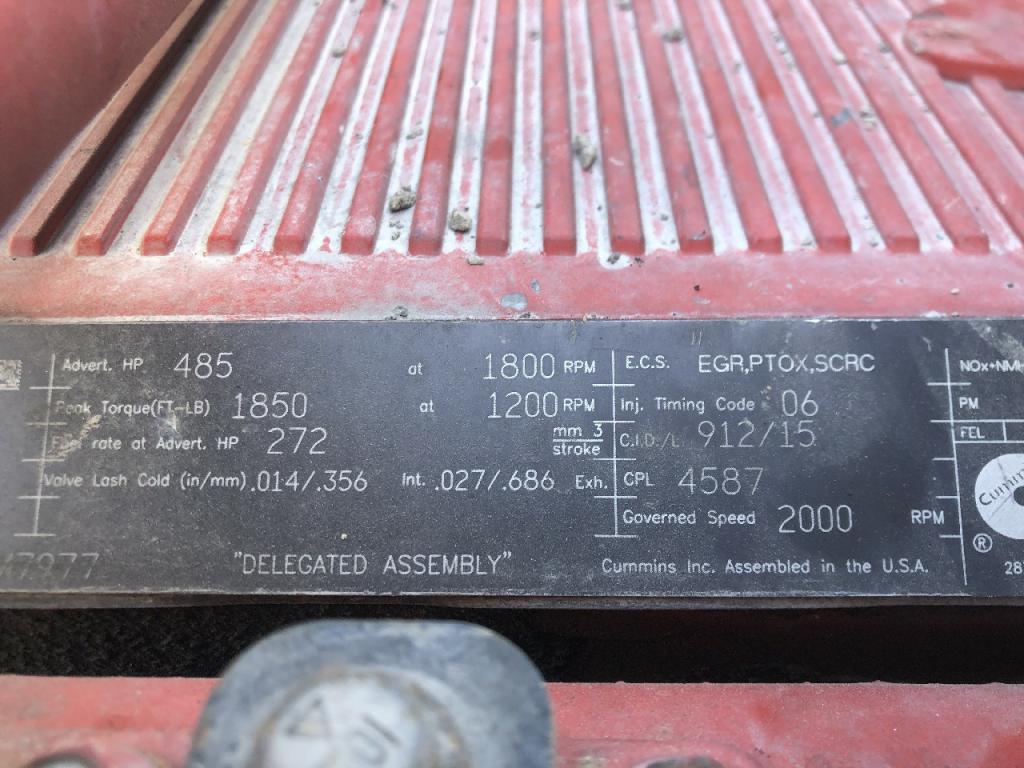 Advert. HP 485 at 1800 RPM
Peak Torque(FT-LB) 1850 at 1200 RPM
Fuel rate at Advert. HP 272 mm 3
stroke
Valve Lash Cold (in/mm) .014/.356 Int. .027/.686 Exh.
"DELEGATED ASSEMBLY"
E.C.S. EGR,PTOX,SCRC
Inj. Timing Code 06
C.I.D./L 912/15
CPL 4587
Governed Speed 2000 RPM
Cummins Inc. Assembled in the U.S.A.
PM
FEL
®